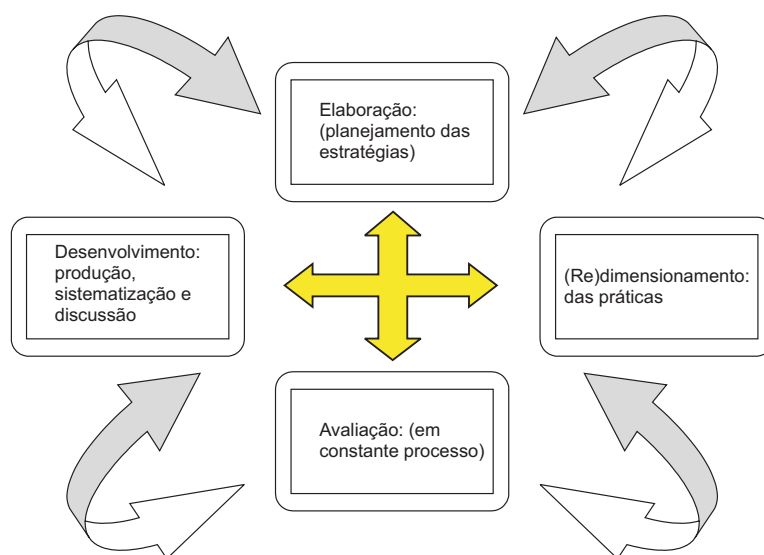 Elaboração:
(planejamento das
estratégias)
Desenvolvimento:
produção,
sistematização e
discussão
(Re)dimensionamento:
das práticas
Avaliação: (em
constante processo)